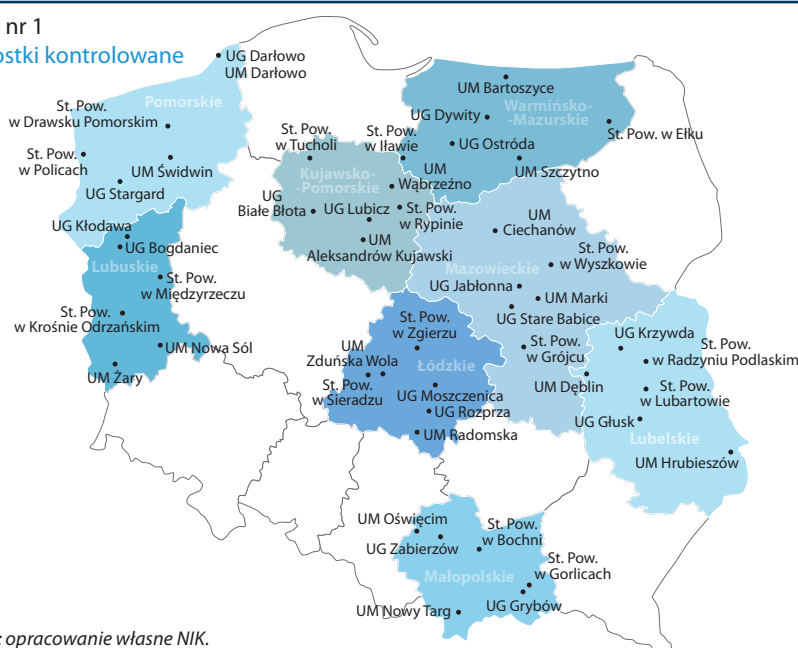 nr 1
ostki kontrolowane
UG Darłowo
UM Darłowo
Pomorskie
St. Pow.
w Drawsku Pomorskim
St. Pow.
w Policach
UM Świdwin
UG Stargard
UM Bartoszyce
UG Dywity
Warmińsko-
-Mazurskie
St. Pow. w Ełku
UG Ostróda
UM Szczytno
St. Pow.
w Iławie
St. Pow.
w Tucholi
Kujawsko-
-Pomorskie
UM
Wąbrzeźno
UG
Białe Błota
UG Lubicz
St. Pow.
w Rypinie
UM
Aleksandrów Kujawski
UG Kłodawa
UG Bogdaniec
Lubuskie
St. Pow.
w Międzyrzeczu
St. Pow.
w Krośnie Odrzańskim
UM Nowa Sól
UM Żary
UM
Ciechanów
St. Pow.
w Wyszkowie
Mazowieckie
UG Jabłonna
UM Marki
UG Stare Babice
St. Pow.
w Grójcu
St. Pow.
w Zgierzu
UM
Zduńska Wola
Łódzkie
St. Pow.
w Sieradzu
UG Moszczenica
UG Rozprza
UM Radomska
UG Krzywda
St. Pow.
w Radzyniu Podlaskim
UM Dęblin
St. Pow.
w Lubartowie
UG Głusk
Lubelskie
UM Hrubieszów
UM Oświęcim
UG Zabierzów
St. Pow.
w Bochni
St. Pow.
w Gorlicach
Małopolskie
UM Nowy Targ
UG Grybów
: opracowanie własne NIK.